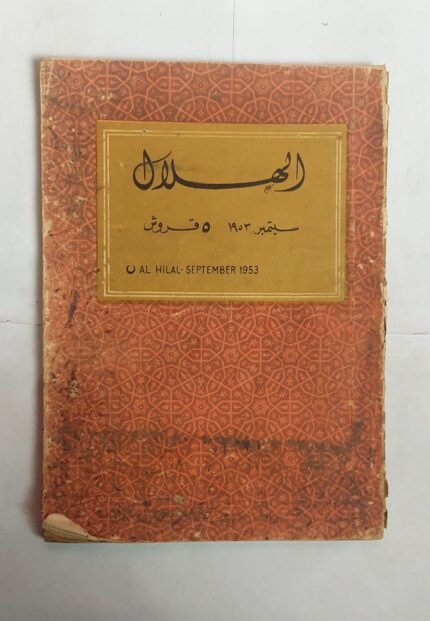 الهلال
سبتمبر ١٩٥٣ ٥ قروش
AL HILAL-SEPTEMBER 1953